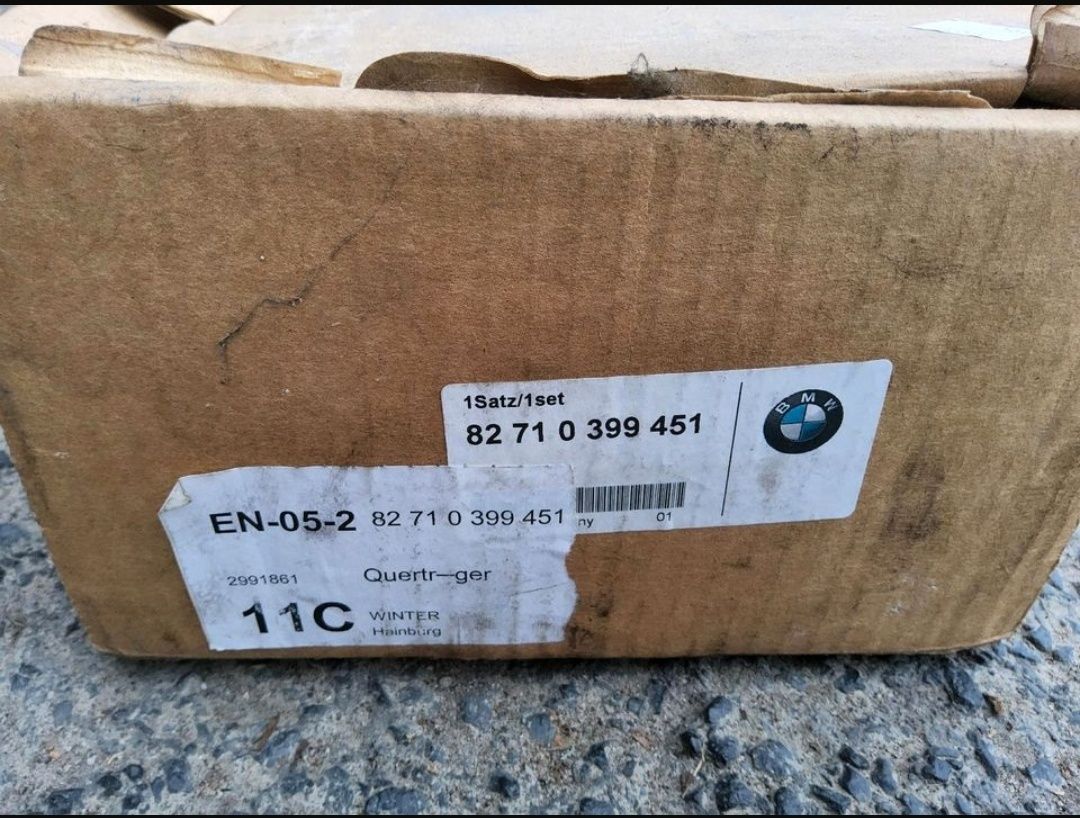 1Satz/1set
82 71 0 399 451
BMW
ny 01
EN-05-2 82 71 0 399 451
2991861 Quertr—ger
11C WINTER
Hainburg